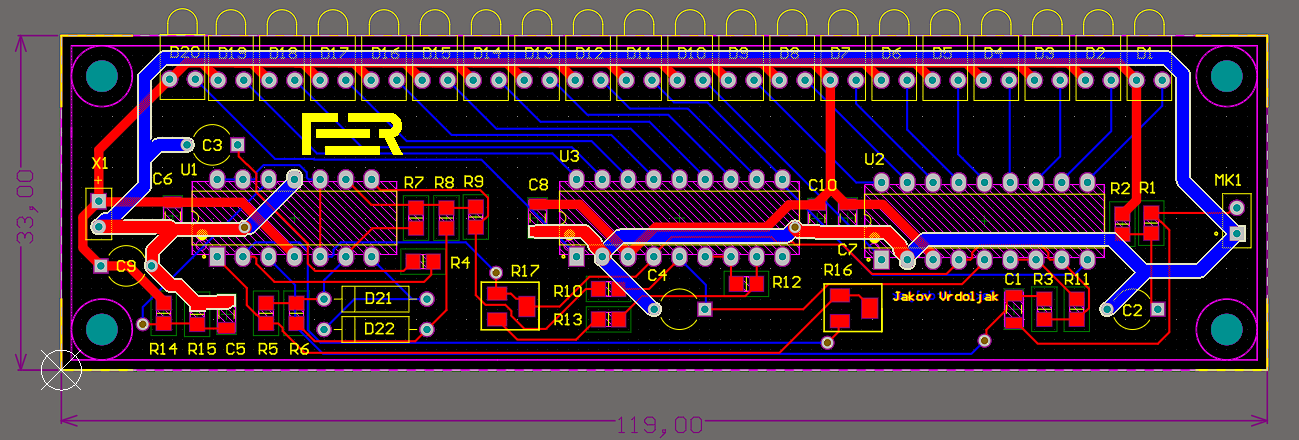 D20 D19 D18 D17 D16 D15 D14 D13 D12 D11 D10 D9 D8 D7 D6 D5 D4 D3 D2 D1
FER
C3
X1
+
U1
U3
U2
C6
R7 R8 R9
C8
C10
R2 R1
MK1
33,00
C9
R4
R17
C4
C7
R16
R12
R10
R13
D21
D22
Jakov Vrdoljak
C1 R3 R11
C2
R14 R15 C5 R5 R6
119,00